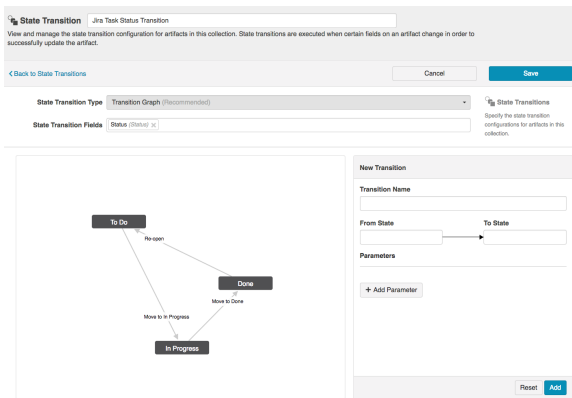 State Transition Jira Task Status Transition
View and manage the state transition configuration for artifacts in this collection. State transitions are executed when certain fields on an artifact change in order to
successfully update the artifact.
Back to State Transitions
Cancel
Save
State Transition Type Transition Graph (Recommended)
State Transition Fields Status (Status) x
State Transitions
Specify the state transition
configurations for artifacts in this
collection.
To Do
Re-open
Done
Move to Done
Move to In Progress
In Progress
New Transition
Transition Name
From State To State
Parameters
+ Add Parameter
Reset Add